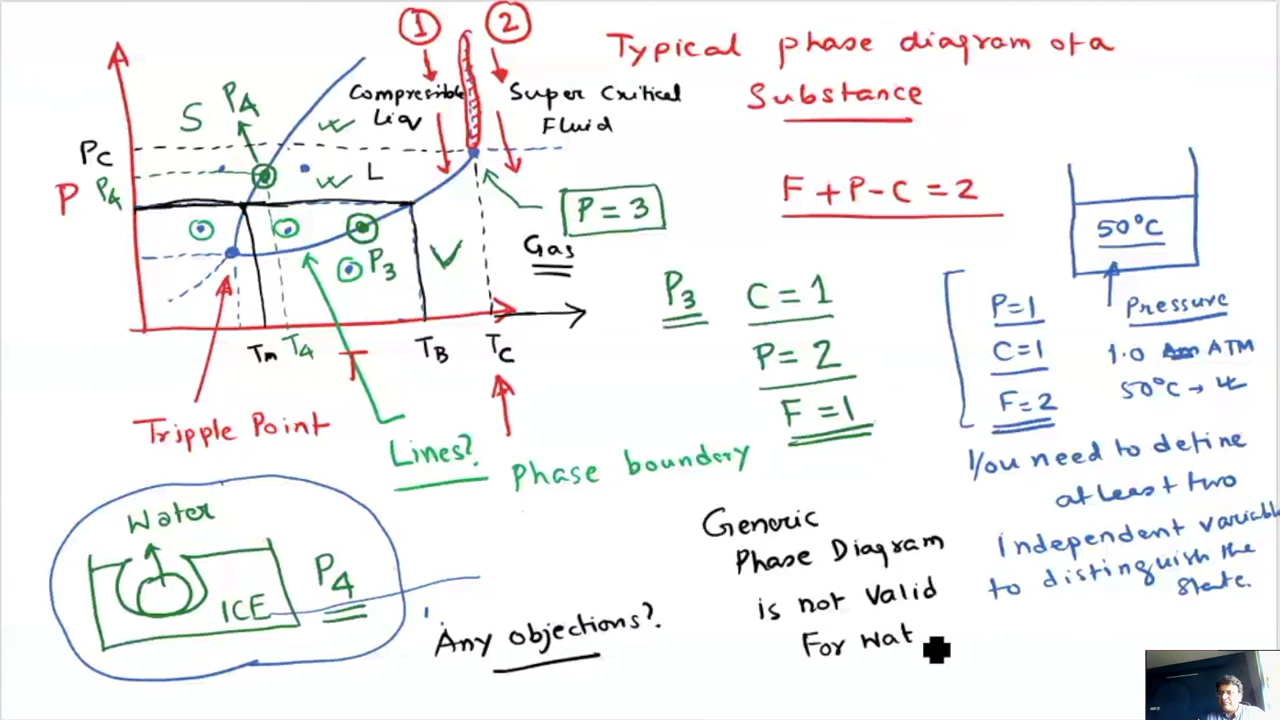 Typical phase diagram of a
Substance
1
2
S
P4
Compresible
Liq
Super Critical
Fluid
Pc
P
P4
L
P = 3
F + P - C = 2
50°C
P3
V
Gas
Tm
T4
T
TB
Tc
Tripple Point
Lines?
Phase boundery
P3
C = 1
P = 2
F = 1
P=1
C=1
F=2
Pressure
1.0 ATM
50°C →
You need to define
at least two
Independent variable
to distinguish the
State.
Water
ICE
P4
Any objections?
Generic
Phase Diagram
is not valid
For wat